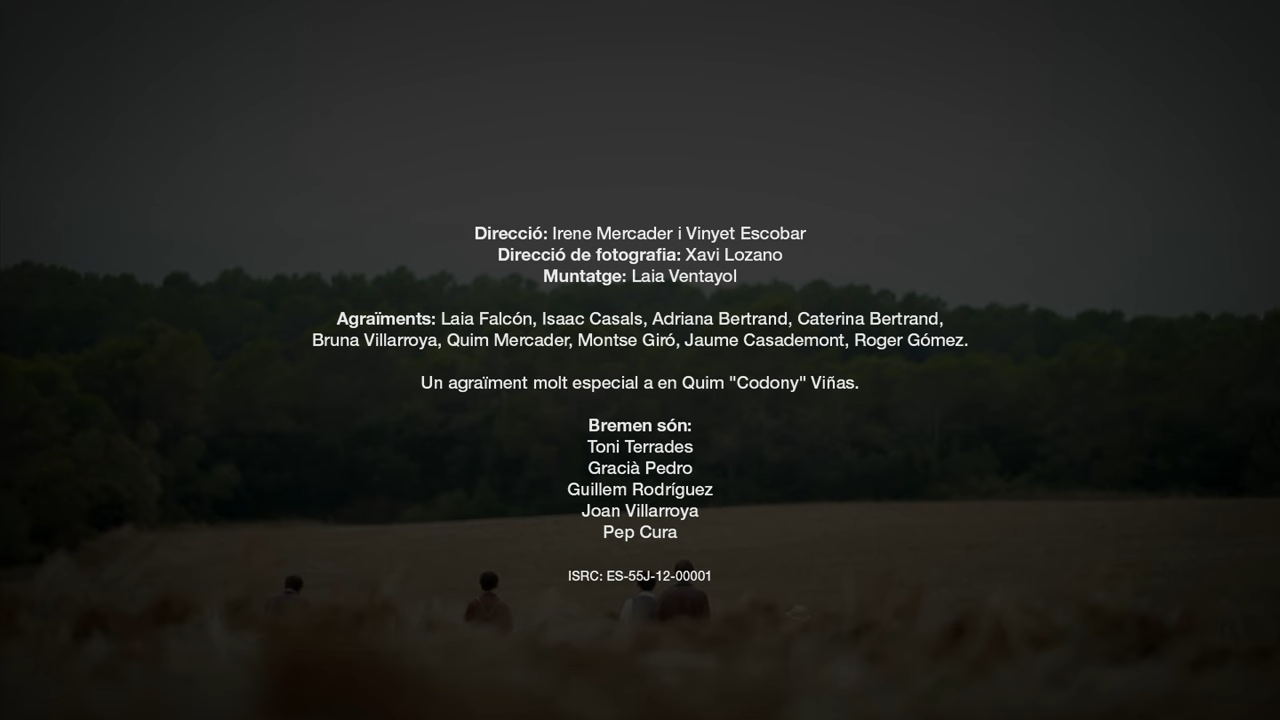 Direcció: Irene Mercader i Vinyet Escobar
Direcció de fotografia: Xavi Lozano
Muntatge: Laia Ventayol
Agraïments: Laia Falcón, Isaac Casals, Adriana Bertrand, Caterina Bertrand,
Bruna Villarroya, Quim Mercader, Montse Giró, Jaume Casademont, Roger Gómez.
Un agraïment molt especial a en Quim "Codony" Viñas.
Bremen són:
Toni Terrades
Gracià Pedro
Guillem Rodríguez
Joan Villarroya
Pep Cura
ISRC: ES-55J-12-00001